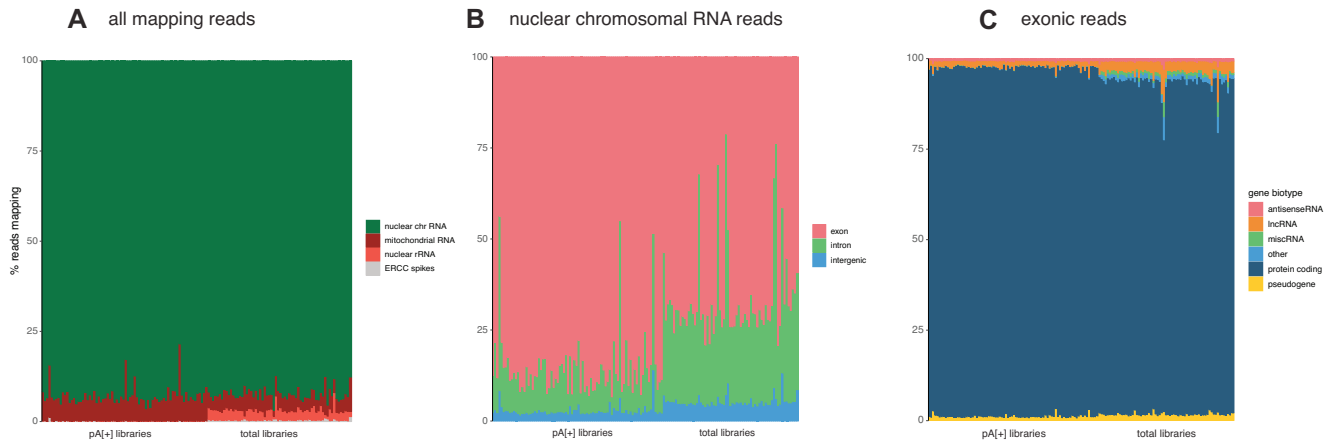 A all mapping reads
% reads mapping
100
75
50
25
0
pA[+] libraries total libraries
nuclear chr RNA
mitochondrial RNA
nuclear rRNA
ERCC spikes
B nuclear chromosomal RNA reads
100
75
50
25
0
pA[+] libraries total libraries
exon
intron
intergenic
C exonic reads
100
75
50
25
0
pA[+] libraries total libraries
gene biotype
antisenseRNA
lncRNA
miscRNA
other
protein coding
pseudogene